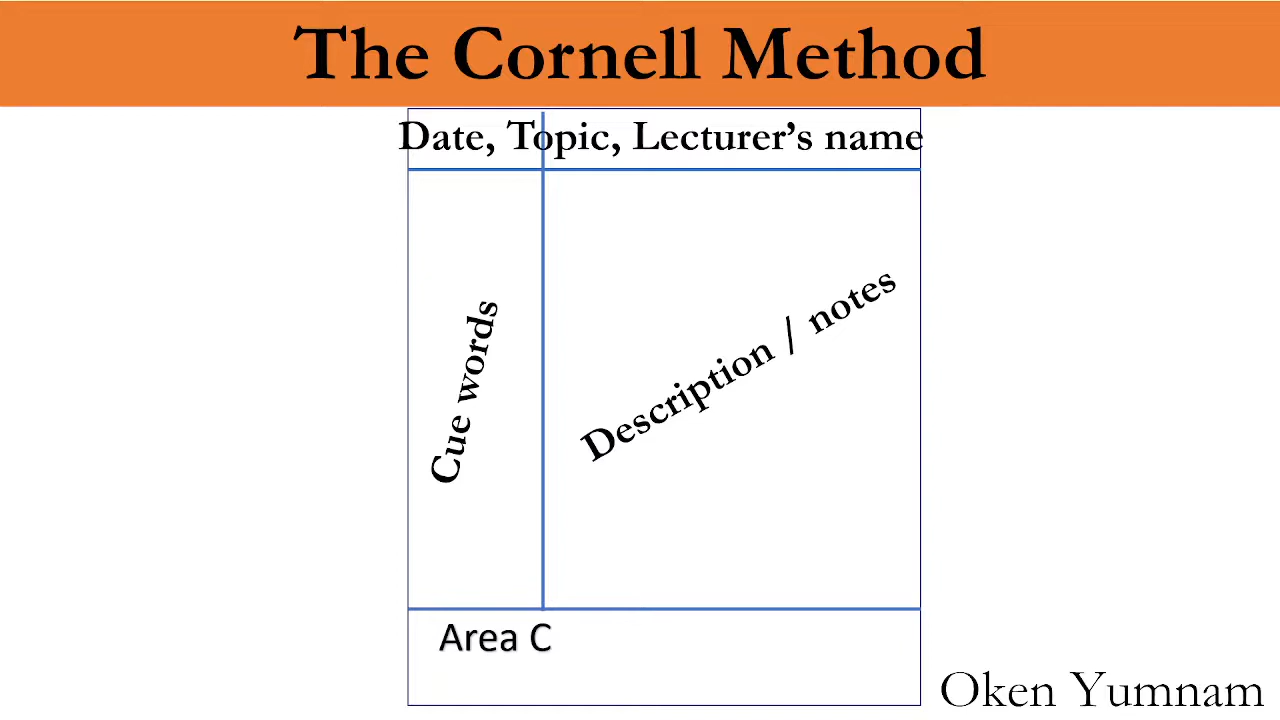 The Cornell Method
Date, Topic, Lecturer’s name
Cue words
Description / notes
Area C
Oken Yumnam